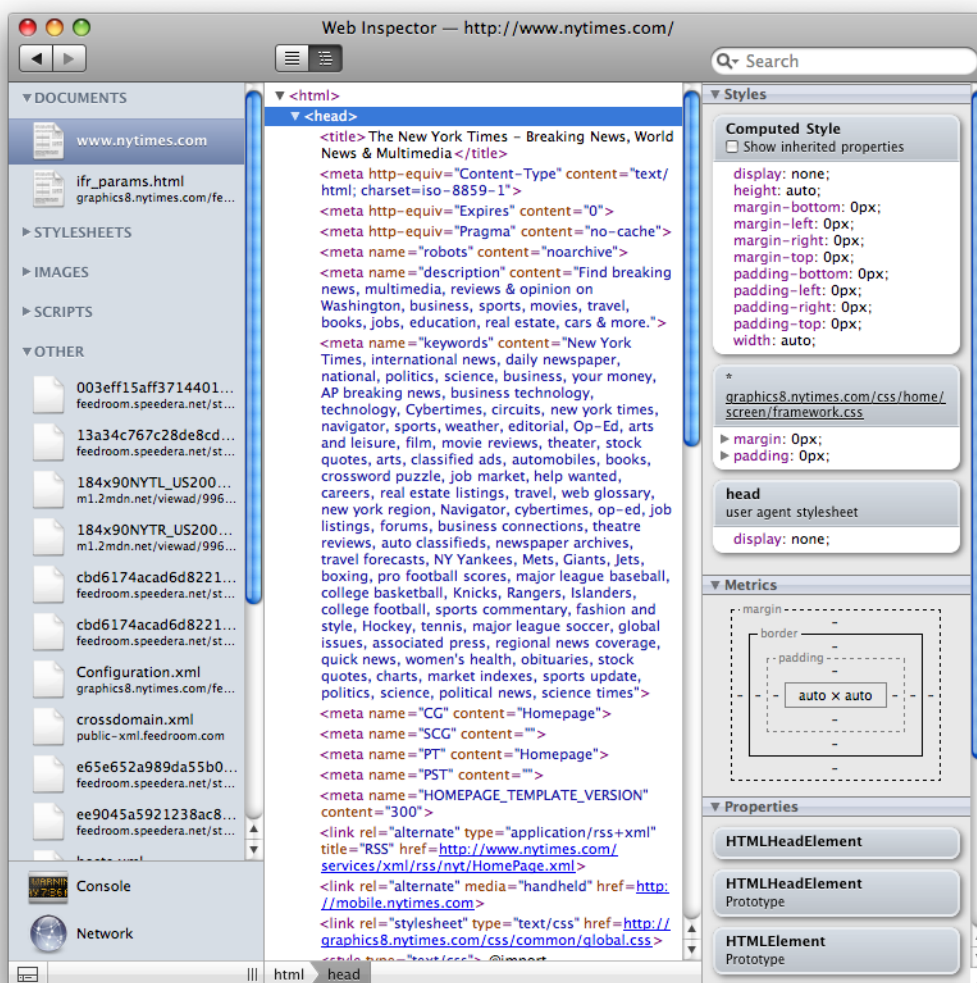 Web Inspector — http://www.nytimes.com/
Search
DOCUMENTS
www.nytimes.com
ifr_params.html
graphics8.nytimes.com/fe...
STYLESHEETS
IMAGES
SCRIPTS
OTHER
003eff15aff3714401...
feedroom.speedera.net/st...
13a34c767c28de8cd...
feedroom.speedera.net/st...
184x90NYTL_US200...
m1.2mdn.net/viewad/996...
184x90NYTR_US200...
m1.2mdn.net/viewad/996...
cbd6174acad6d8221...
feedroom.speedera.net/st...
cbd6174acad6d8221...
feedroom.speedera.net/st...
Configuration.xml
graphics8.nytimes.com/fe...
crossdomain.xml
public-xml.feedroom.com
e65e652a989da55b0...
feedroom.speedera.net/st...
ee9045a5921238ac8...
feedroom.speedera.net/st...
Console
Network
<html>
<head>
<title>The New York Times - Breaking News, World
News & Multimedia</title>
<meta http-equiv="Content-Type" content="text/
html; charset=iso-8859-1">
<meta http-equiv="Expires" content="0">
<meta http-equiv="Pragma" content="no-cache">
<meta name="robots" content="noarchive">
<meta name="description" content="Find breaking
news, multimedia, reviews & opinion on
Washington, business, sports, movies, travel,
books, jobs, education, real estate, cars & more.">
<meta name="keywords" content="New York
Times, international news, daily newspaper,
national, politics, science, business, your money,
AP breaking news, business technology,
technology, Cybertimes, circuits, new york times,
navigator, sports, weather, editorial, Op-Ed, arts
and leisure, film, movie reviews, theater, stock
quotes, arts, classified ads, automobiles, books,
crossword puzzle, job market, help wanted,
careers, real estate listings, travel, web glossary,
new york region, Navigator, cybertimes, op-ed, job
listings, forums, business connections, theatre
reviews, auto classifieds, newspaper archives,
travel forecasts, NY Yankees, Mets, Giants, Jets,
boxing, pro football scores, major league baseball,
college basketball, Knicks, Rangers, Islanders,
college football, sports commentary, fashion and
style, Hockey, tennis, major league soccer, global
issues, associated press, regional news coverage,
quick news, women's health, obituaries, stock
quotes, charts, market indexes, sports update,
politics, science, political news, science times">
<meta name="CG" content="Homepage">
<meta name="SCG" content="">
<meta name="PT" content="Homepage">
<meta name="PST" content="">
<meta name="HOMEPAGE_TEMPLATE_VERSION"
content="300">
<link rel="alternate" type="application/rss+xml"
title="RSS" href=http://www.nytimes.com/
services/xml/rss/nyt/HomePage.xml>
<link rel="alternate" media="handheld" href=http:
//mobile.nytimes.com>
<link rel="stylesheet" type="text/css" href=http://
graphics8.nytimes.com/css/common/global.css>
<style type="text/css"> @import
html head
Styles
Computed Style
Show inherited properties
display: none;
height: auto;
margin-bottom: 0px;
margin-left: 0px;
margin-right: 0px;
margin-top: 0px;
padding-bottom: 0px;
padding-left: 0px;
padding-right: 0px;
padding-top: 0px;
width: auto;
*
graphics8.nytimes.com/css/home/
screen/framework.css
margin: 0px;
padding: 0px;
head
user agent stylesheet
display: none;
Metrics
margin
-
border
-
padding
-
- - - auto × auto - - -
-
-
-
Properties
HTMLHeadElement
HTMLHeadElement
Prototype
HTMLElement
Prototype